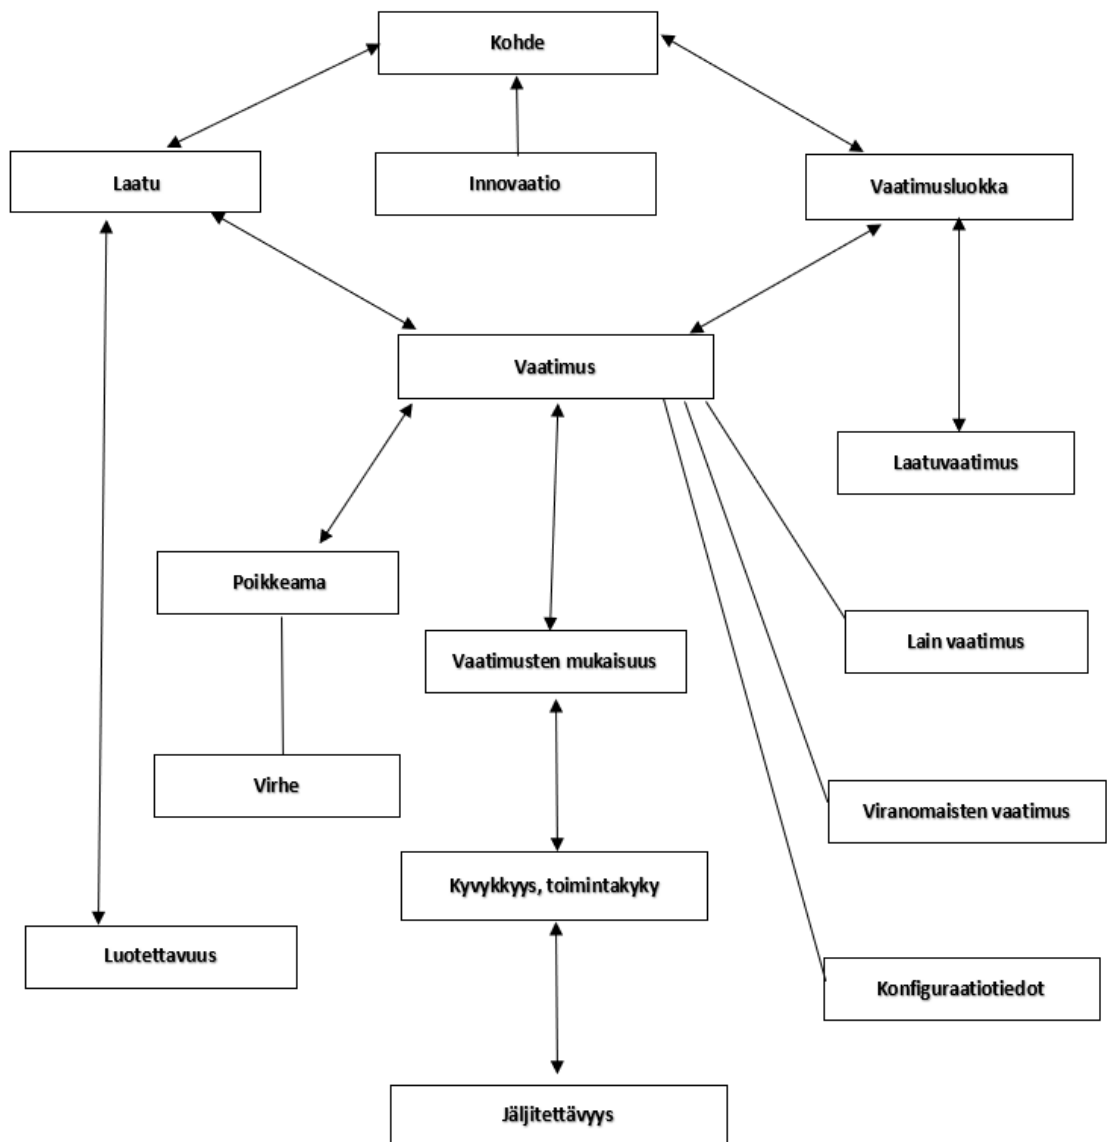 Kohde
Laatu
Innovaatio
Vaatimusluokka
Vaatimus
Laatuvaatimus
Poikkeama
Lain vaatimus
Vaatimusten mukaisuus
Virhe
Viranomaisten vaatimus
Kyvykkyys, toimintakyky
Luotettavuus
Konfiguraatiotiedot
Jäljitettävyys